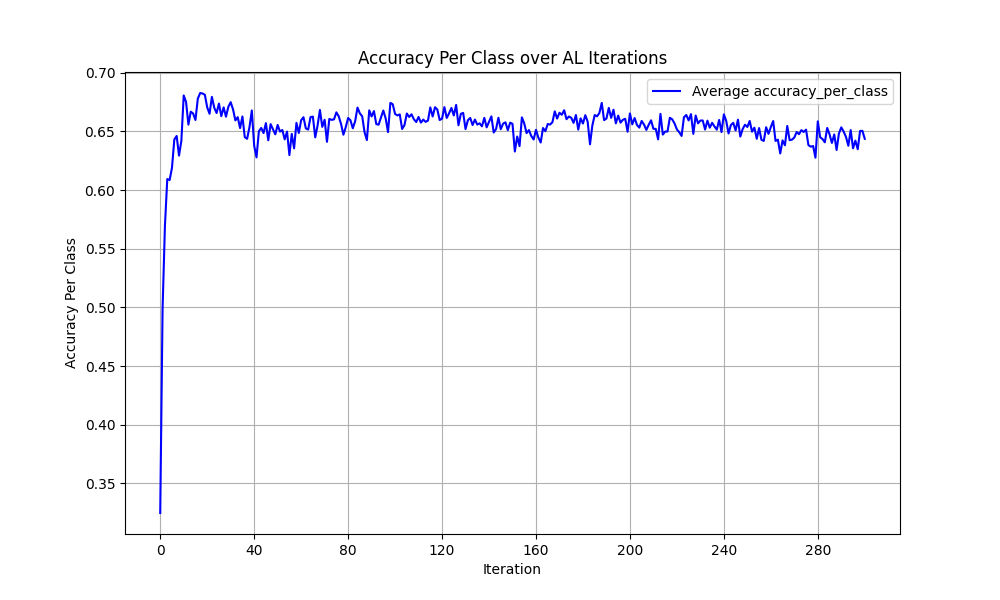 Accuracy Per Class over AL Iterations
Average accuracy_per_class
0.70
0.65
0.60
0.55
0.50
0.45
0.40
0.35
Accuracy Per Class
0 40 80 120 160 200 240 280
Iteration